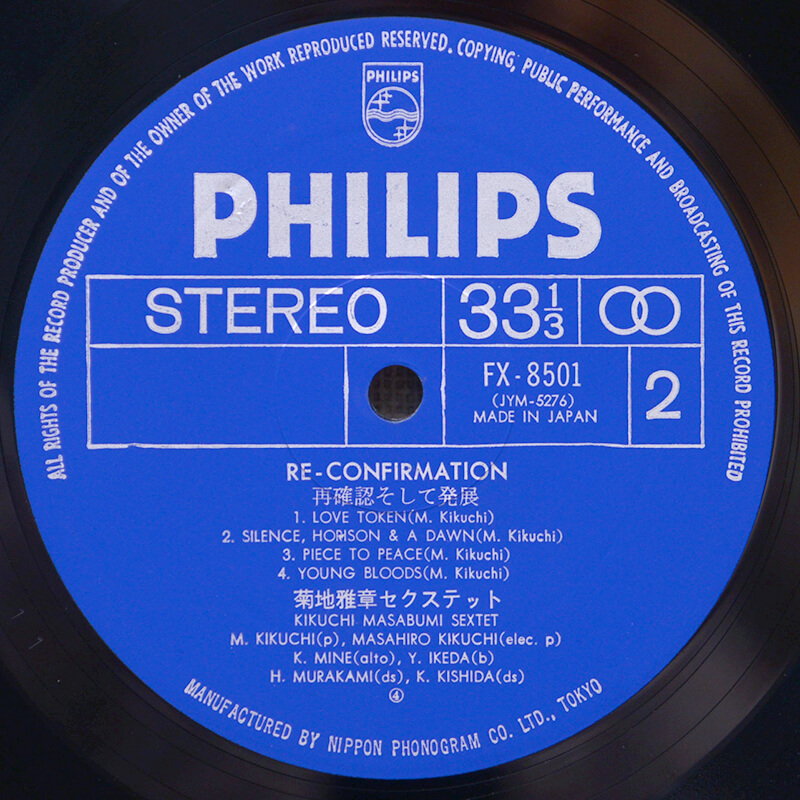 ALL RIGHTS OF THE RECORD PRODUCER AND OF THE OWNER OF THE WORK REPRODUCED RESERVED. COPYING, PUBLIC PERFORMANCE AND BROADCASTING OF THIS RECORD PROHIBITED
PHILIPS
PHILIPS
STEREO
33 1/3
FX-8501
(JYM-5276)
MADE IN JAPAN
2
RE-CONFIRMATION
再確認そして発展
1. LOVE TOKEN(M. Kikuchi)
2. SILENCE, HORISON & A DAWN(M. Kikuchi)
3. PIECE TO PEACE(M. Kikuchi)
4. YOUNG BLOODS(M. Kikuchi)
菊地雅章セクステット
KIKUCHI MASABUMI SEXTET
M. KIKUCHI(p), MASAHIRO KIKUCHI(elec. p)
K. MINE(alto), Y. IKEDA(b)
H. MURAKAMI(ds), K. KISHIDA(ds)
④
MANUFACTURED BY NIPPON PHONOGRAM CO. LTD., TOKYO